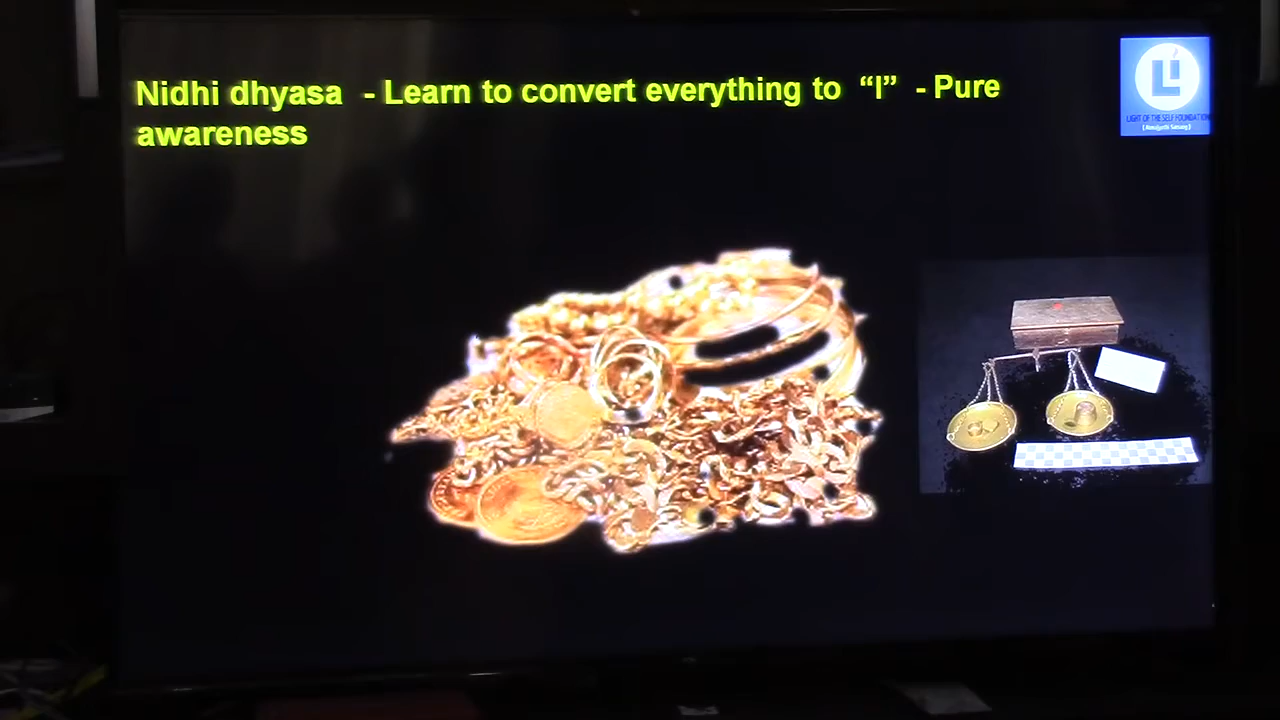 Nidhi dhyasa - Learn to convert everything to “I” - Pure
awareness
LIGHT OF THE SELF FOUNDATION